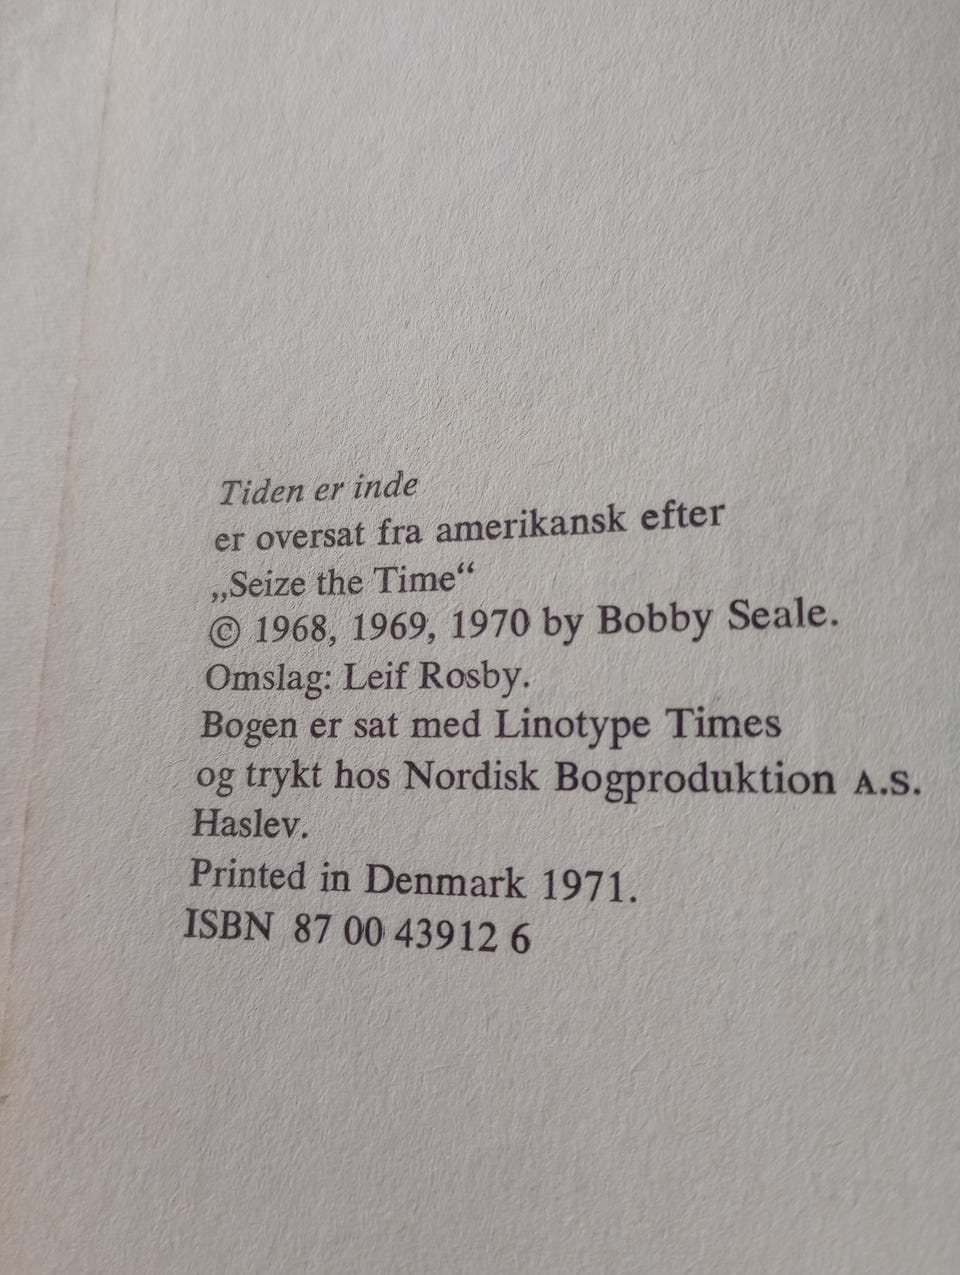 Tiden er inde
er oversat fra amerikansk efter
„Seize the Time“
© 1968, 1969, 1970 by Bobby Seale.
Omslag: Leif Rosby.
Bogen er sat med Linotype Times
og trykt hos Nordisk Bogproduktion A.S.
Haslev.
Printed in Denmark 1971.
ISBN 87 00 43912 6